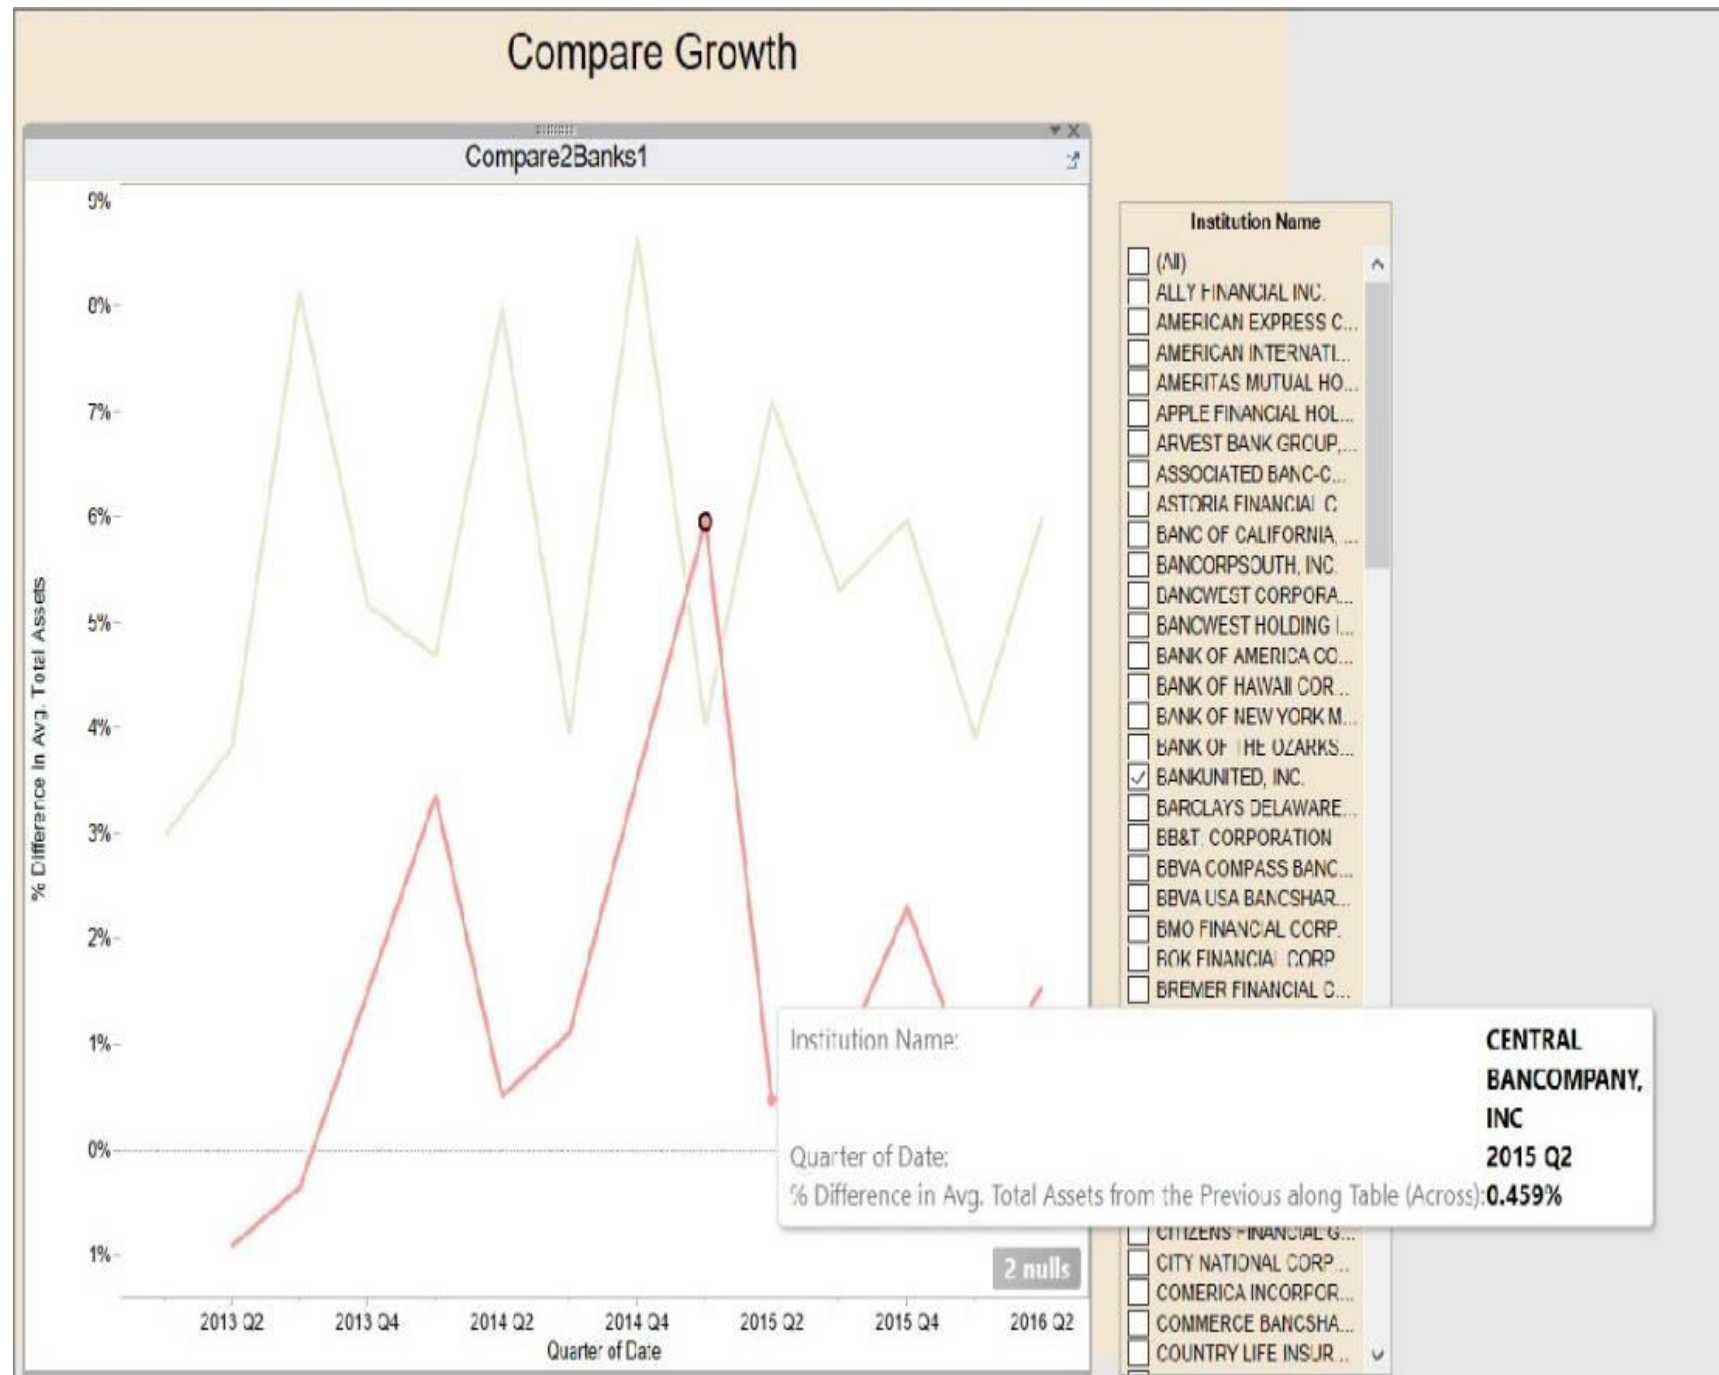 Compare Growth
Compare2Banks1
9%
8%
7%
6%
5%
4%
3%
2%
1%
0%
1%
% Difference in Avg. Total Assets
2013 Q2
2013 Q4
2014 Q2
2014 Q4
2015 Q2
2015 Q4
2016 Q2
Quarter of Date
2 nulls
Institution Name
(All)
ALLY FINANCIAL INC.
AMERICAN EXPRESS C...
AMERICAN INTERNATI...
AMERITAS MUTUAL HO...
APPLE FINANCIAL HOL...
ARVEST BANK GROUP,...
ASSOCIATED BANC-C...
ASTORIA FINANCIAL C
BANC OF CALIFORNIA, ...
BANCORPSOUTH, INC.
BANCWEST CORPORA...
BANCWEST HOLDING I...
BANK OF AMERICA CO...
BANK OF HAWAII COR...
BANK OF NEW YORK M...
BANK OF THE OZARKS...
BANKUNITED, INC.
BARCLAYS DELAWARE...
BB&T CORPORATION
BBVA COMPASS BANC...
BBVA USA BANCSHAR...
BMO FINANCIAL CORP.
BOK FINANCIAL CORP
BREMER FINANCIAL C...
Institution Name: CENTRAL
BANCOMPANY,
INC
Quarter of Date: 2015 Q2
% Difference in Avg. Total Assets from the Previous along Table (Across): 0.459%
CITIZENS FINANCIAL G...
CITY NATIONAL CORP...
COMERICA INCORPOR...
COMMERCE BANCSHA...
COUNTRY LIFE INSUR...